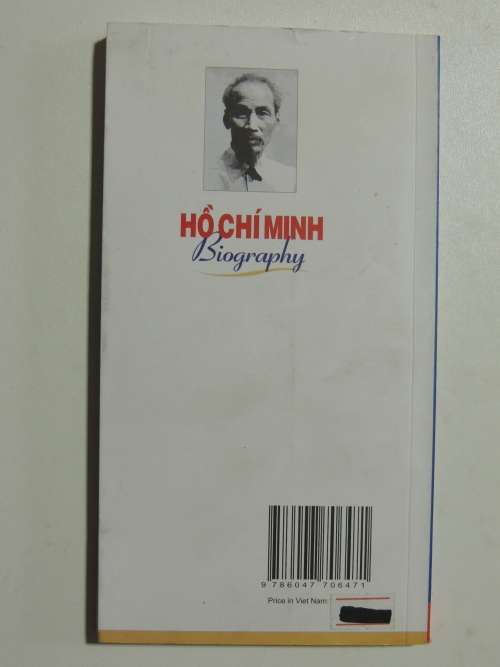 HỒ CHÍ MINH
Biography
9 786047 706471
Price in Viet Nam: